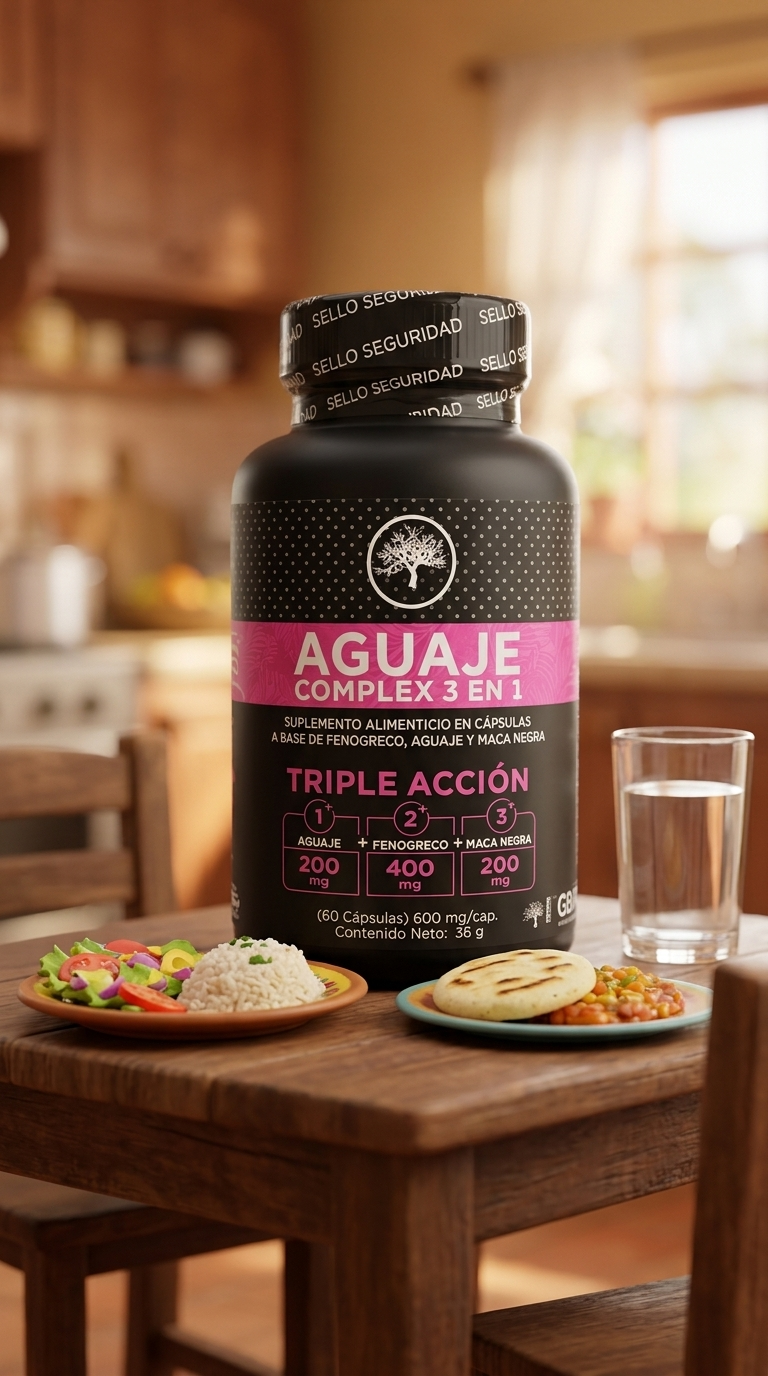 SELLO SEGURIDAD
SELLO SEGURIDAD
SELLO SEGURIDAD
AGUAJE
COMPLEX 3 EN 1
SUPLEMENTO ALIMENTICIO EN CÁPSULAS
A BASE DE FENOGRECO, AGUAJE Y MACA NEGRA
TRIPLE ACCIÓN
1+ 2+ 3+
AGUAJE + FENOGRECO + MACA NEGRA
200 400 200
mg mg mg
(60 Cápsulas) 600 mg/cap.
Contenido Neto: 36 g